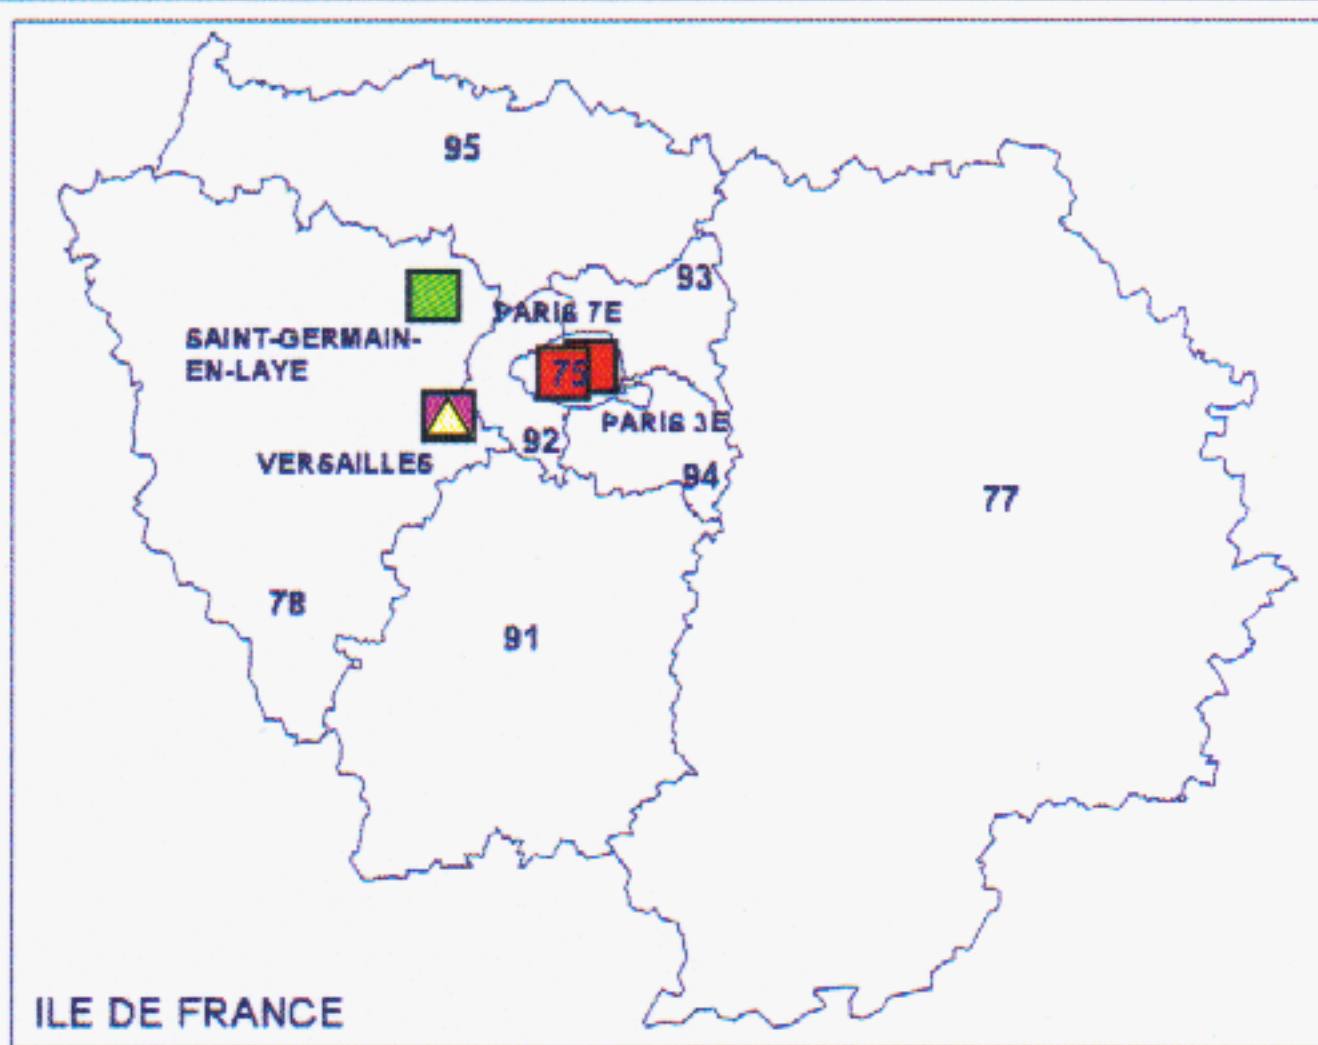 95
93
PARIS 7E
SAINT-GERMAIN-
EN-LAYE
75
PARIS 3E
92
VERSAILLES
94
77
78
91
ILE DE FRANCE